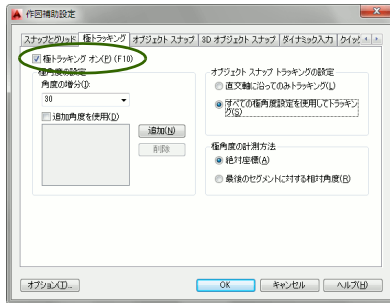 作図補助設定
スナップとグリッド 極トラッキング オブジェクト スナップ 3D オブジェクト スナップ ダイナミック入力 クイッ
極トラッキング オン(P) (F10)
極角度の設定
角度の増分(I):
30
追加角度を使用(D)
追加(N)
削除
オブジェクト スナップ トラッキングの設定
直交軸に沿ってのみトラッキング(L)
すべての極角度設定を使用してトラッキング(S)
極角度の計測方法
絶対座標(A)
最後のセグメントに対する相対角度(R)
オプション(T)...
OK
キャンセル
ヘルプ(H)